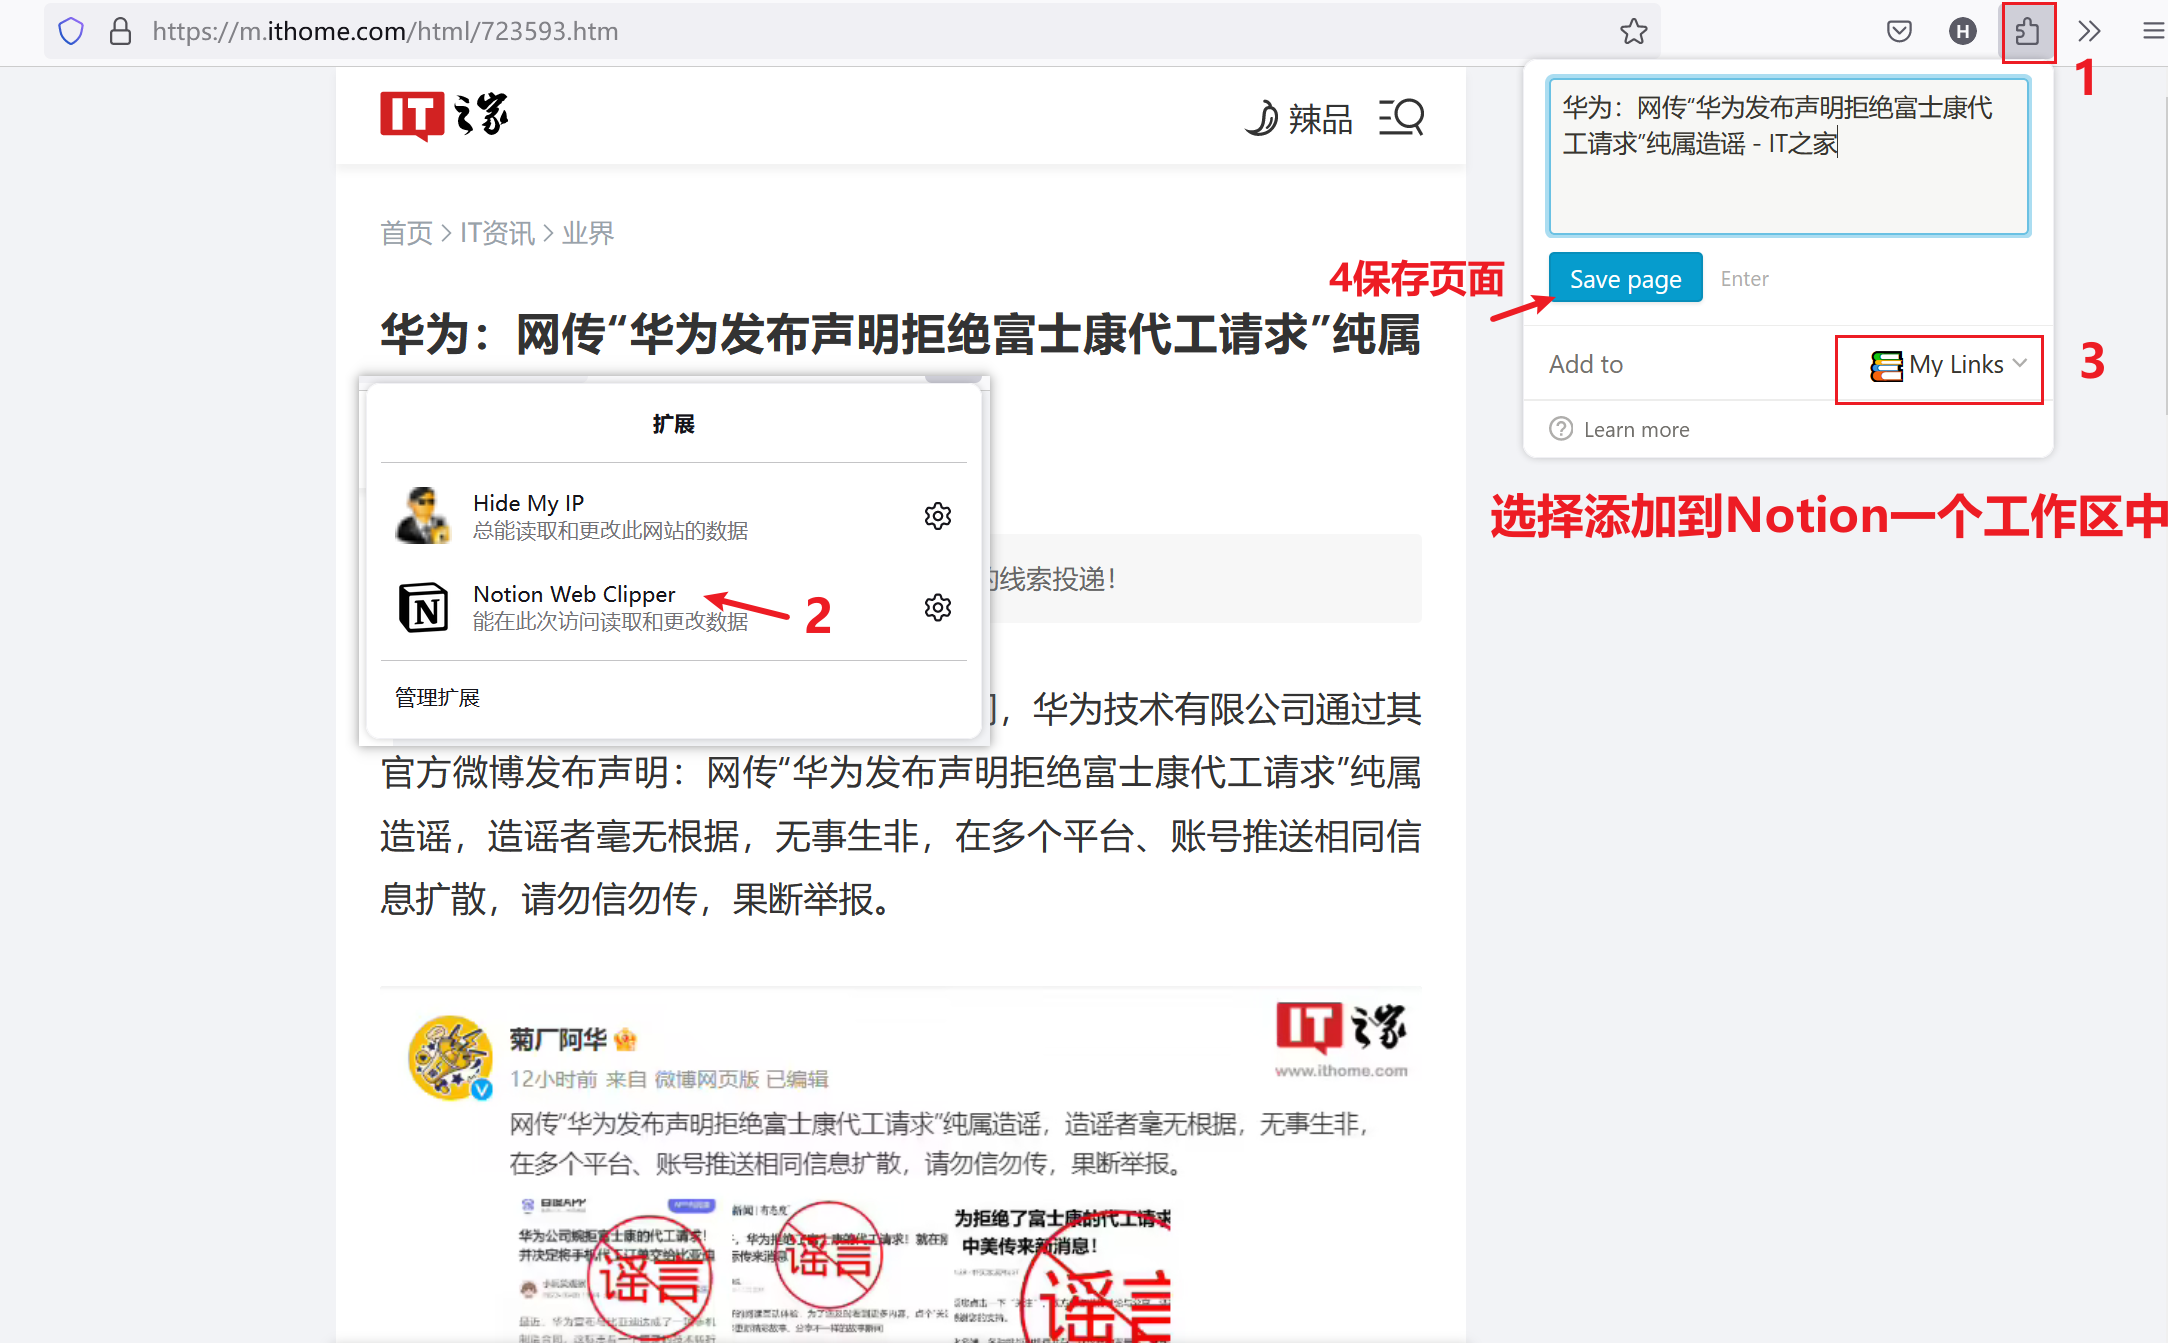 https://m.ithome.com/html/723593.htm
H
1
IT之家
辣品
华为：网传“华为发布声明拒绝富士康代
工请求”纯属造谣 - IT之家
首页 > IT资讯 > 业界
4保存页面
Save page
Enter
华为：网传“华为发布声明拒绝富士康代工请求”纯属
Add to
My Links
3
Learn more
扩展
Hide My IP
总能读取和更改此网站的数据
选择添加到Notion一个工作区中
Notion Web Clipper
能在此次访问读取和更改数据
2
的线索投递！
管理扩展
，华为技术有限公司通过其
官方微博发布声明：网传“华为发布声明拒绝富士康代工请求”纯属
造谣，造谣者毫无根据，无事生非，在多个平台、账号推送相同信
息扩散，请勿信勿传，果断举报。
菊厂阿华
IT之家
www.ithome.com
12小时前 来自 微博网页版 已编辑
网传“华为发布声明拒绝富士康代工请求”纯属造谣，造谣者毫无根据，无事生非，
在多个平台、账号推送相同信息扩散，请勿信勿传，果断举报。
百度APP
华为公司婉拒富士康的代工请求！
并决定将手机代工订单交给比亚迪
谣言
新闻|有态度
谣言
为拒绝了富士康的代工请求
中美传来新消息！
谣言